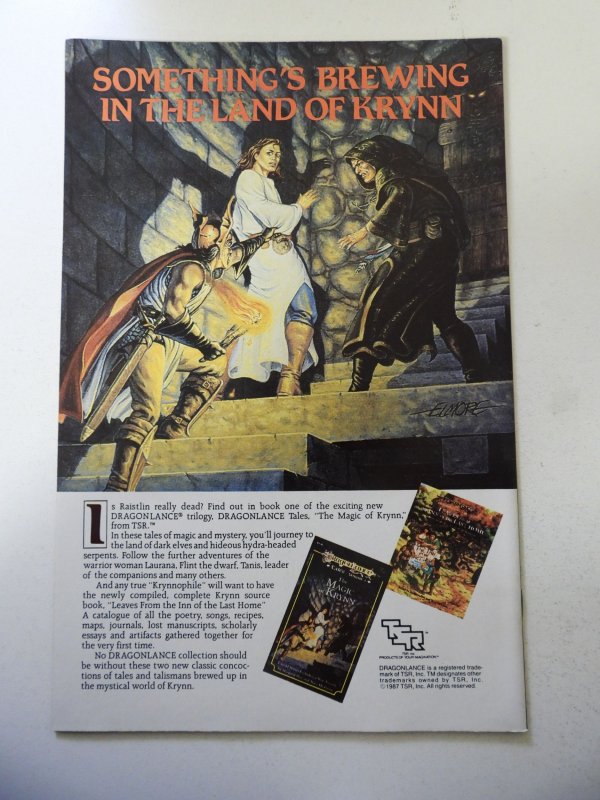 SOMETHING'S BREWING
IN THE LAND OF KRYNN
ELMORE
Is Raistlin really dead? Find out in book one of the exciting new
DRAGONLANCE® trilogy, DRAGONLANCE Tales, "The Magic of Krynn,"
from TSR.™
In these tales of magic and mystery, you'll journey to
the land of dark elves and hideous hydra-headed
serpents. Follow the further adventures of the
warrior woman Laurana, Flint the dwarf, Tanis, leader
of the companions and many others.
And any true "Krynnophile" will want to have
the newly compiled, complete Krynn source
book, "Leaves From the Inn of the Last Home"
A catalogue of all the poetry, songs, recipes,
maps, journals, lost manuscripts, scholarly
essays and artifacts gathered together for
the very first time.
No DRAGONLANCE collection should
be without these two new classic concoc-
tions of tales and talismans brewed up in
the mystical world of Krynn.
The
MAGIC
OF KRYNN
TSR
TSR, Inc.
PRODUCTS OF YOUR IMAGINATION™
DRAGONLANCE is a registered trade-
mark of TSR, Inc. TM designates other
trademarks owned by TSR, Inc.
©1987 TSR, Inc. All rights reserved.